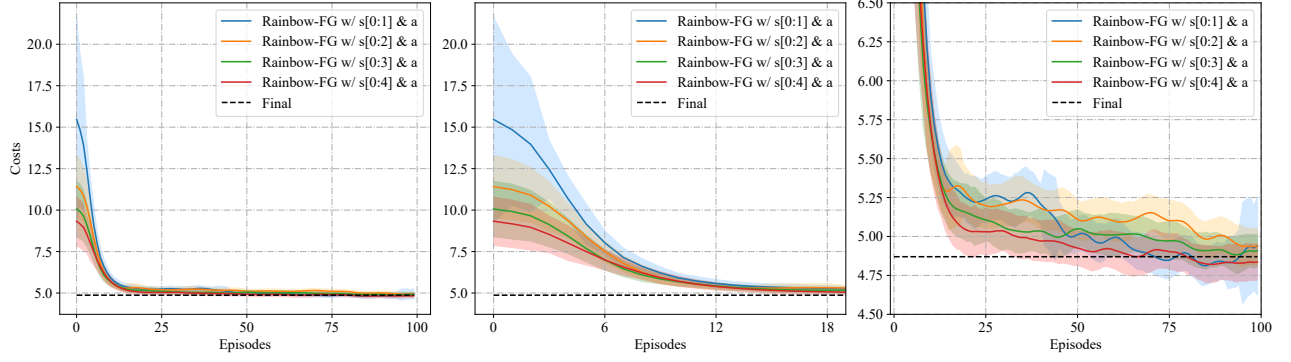 Costs
20.0
17.5
15.0
12.5
10.0
7.5
5.0
0
25
50
75
100
Episodes
Rainbow-FG w/ s[0:1] & a
Rainbow-FG w/ s[0:2] & a
Rainbow-FG w/ s[0:3] & a
Rainbow-FG w/ s[0:4] & a
Final
20.0
17.5
15.0
12.5
10.0
7.5
5.0
0
6
12
18
Episodes
Rainbow-FG w/ s[0:1] & a
Rainbow-FG w/ s[0:2] & a
Rainbow-FG w/ s[0:3] & a
Rainbow-FG w/ s[0:4] & a
Final
6.50
6.25
6.00
5.75
5.50
5.25
5.00
4.75
4.50
0
25
50
75
100
Episodes
Rainbow-FG w/ s[0:1] & a
Rainbow-FG w/ s[0:2] & a
Rainbow-FG w/ s[0:3] & a
Rainbow-FG w/ s[0:4] & a
Final